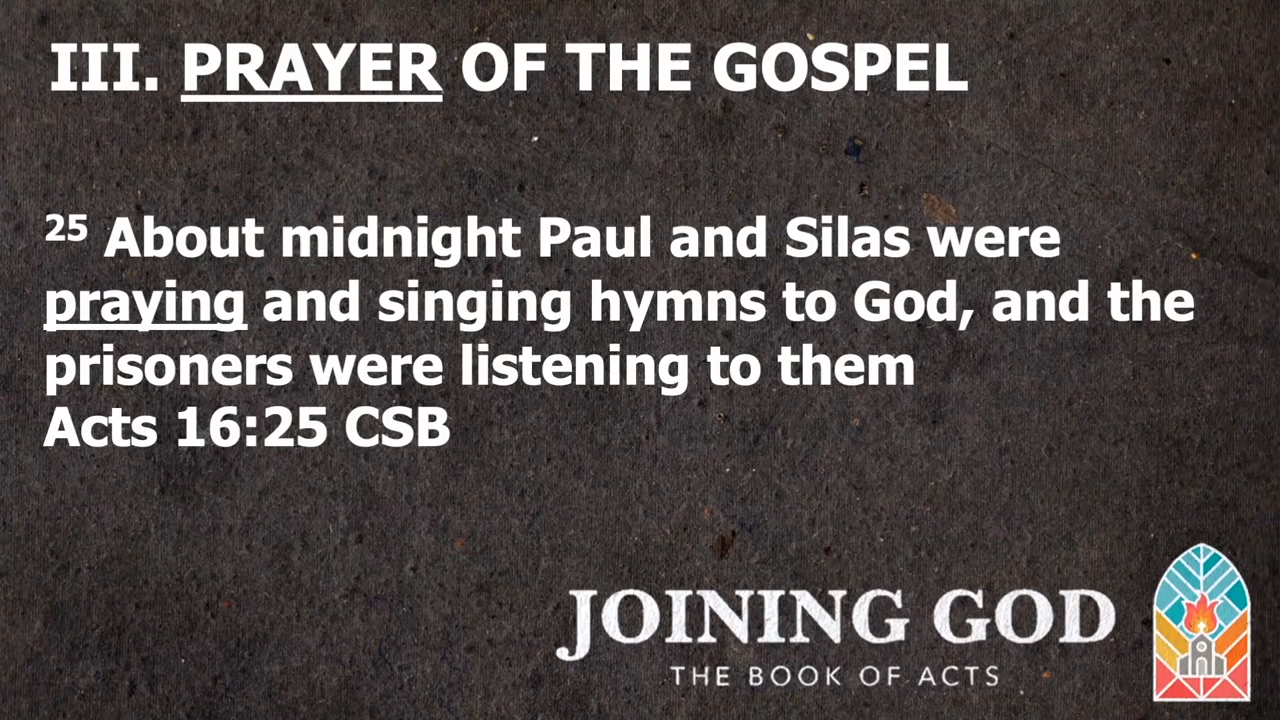 III. PRAYER OF THE GOSPEL
25 About midnight Paul and Silas were
praying and singing hymns to God, and the
prisoners were listening to them
Acts 16:25 CSB
JOINING GOD
THE BOOK OF ACTS